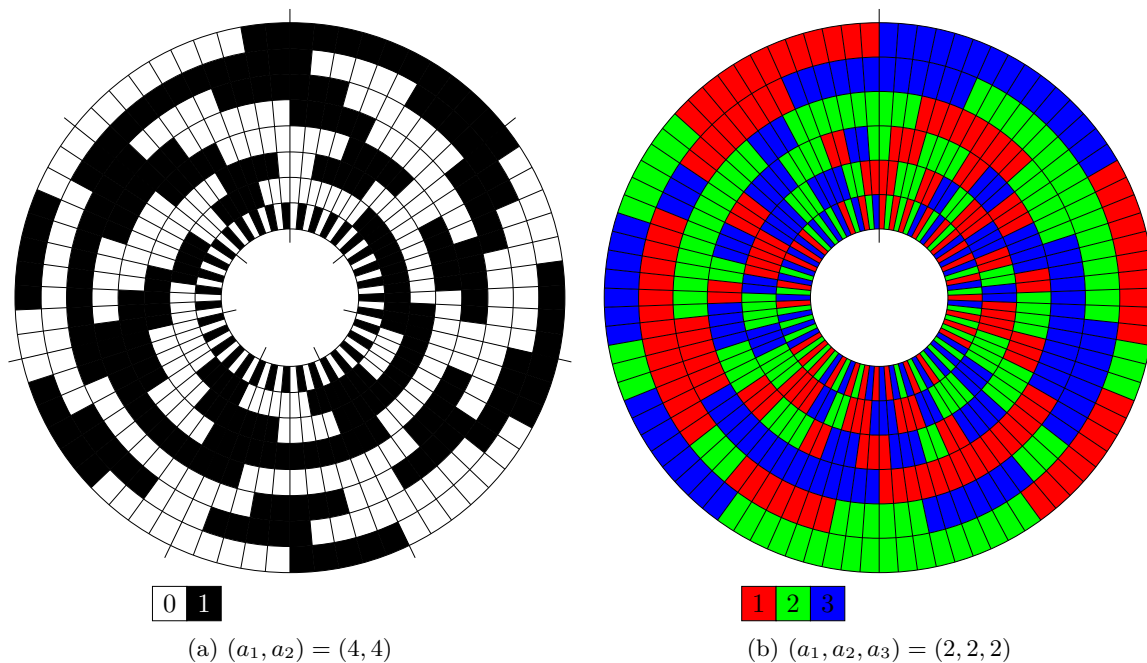 0 1
1 2 3
(a) (a₁, a₂) = (4, 4)
(b) (a₁, a₂, a₃) = (2, 2, 2)